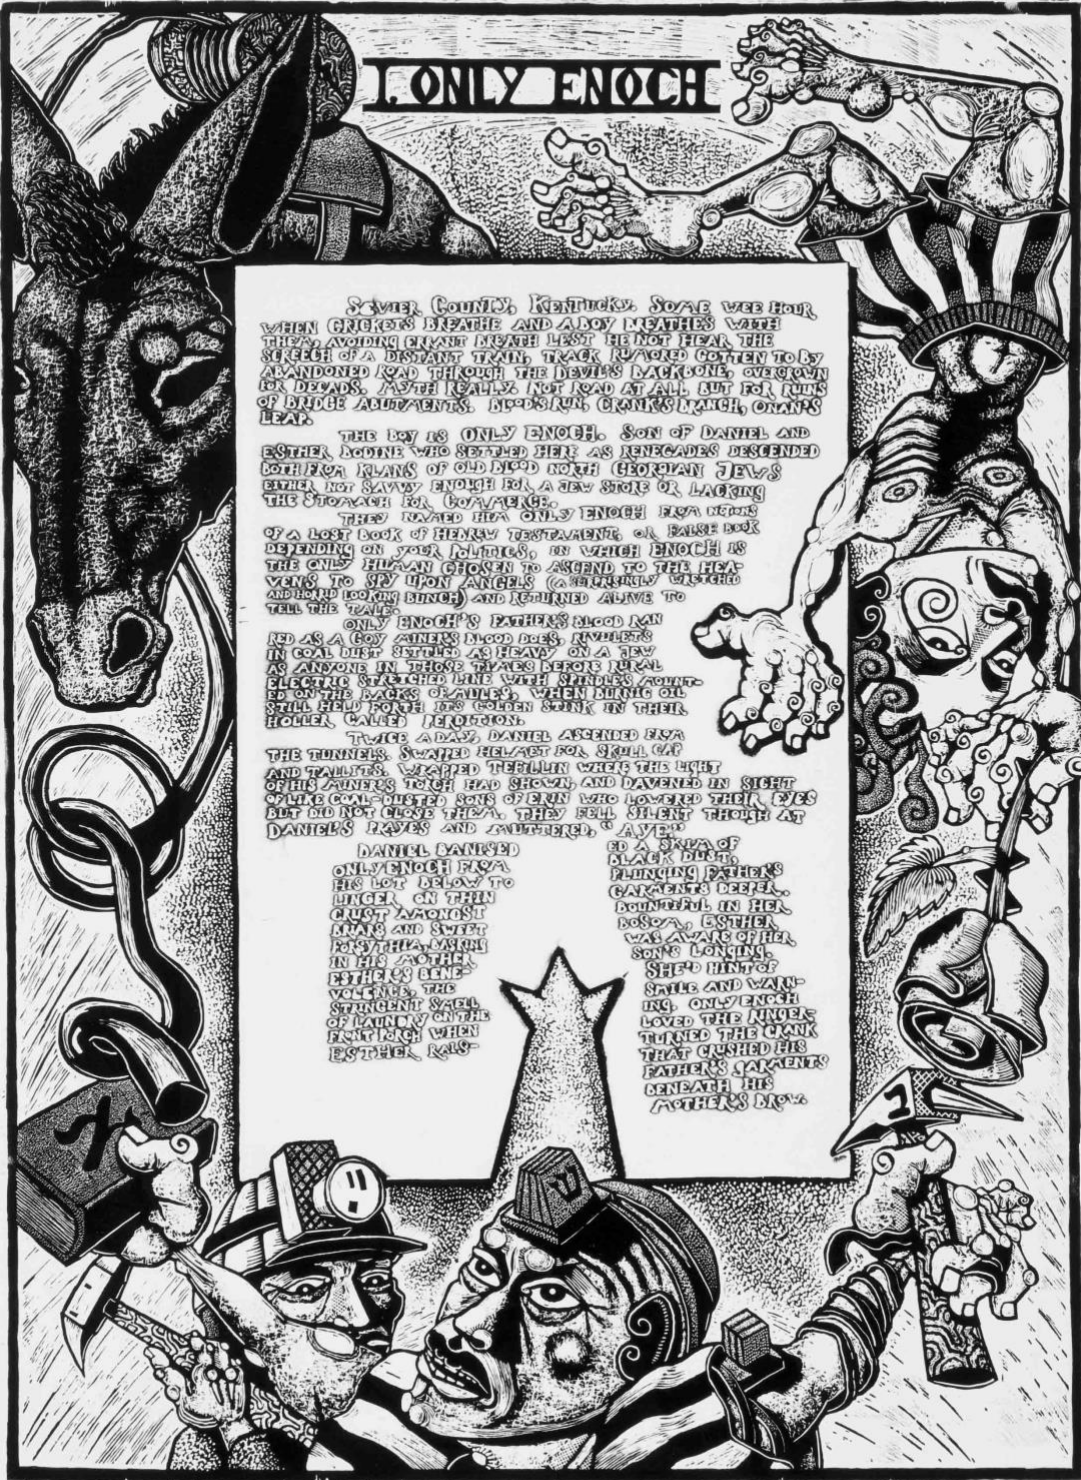 I. ONLY ENOCH
SEVIER COUNTY, KENTUCKY. SOME WEE HOUR
WHEN CRICKETS BREATHE AND A BOY BREATHES WITH
THEM, AVOIDING ERRANT BREATH LEST HE NOT HEAR THE
SCREECH OF A DISTANT TRAIN, TRACK RUMORED GOTTEN TO BY
ABANDONED ROAD THROUGH THE DEVIL'S BACKBONE, OVERGROWN
FOR DECADS. MYTH REALLY. NOT ROAD AT ALL BUT FOR RUINS
OF BRIDGE ABUTMENTS. BLOOD'S RUN, CRANK'S BRANCH, ONAN'S
LEAP.
THE BOY IS ONLY ENOCH. SON OF DANIEL AND
ESTHER BODINE WHO SETTLED HERE AS RENEGADES DESCENDED
BOTH FROM KLANS OF OLD BLOOD NORTH GEORGIAN JEWS
EITHER NOT SAVVY ENOUGH FOR A JEW STORE OR LACKING
THE STOMACH FOR COMMERCE.
THEY NAMED HIM ONLY ENOCH FROM NOTIONS
OF A LOST BOOK OF HEBREW TESTAMENT, OR FALSE BOOK
DEPENDING ON YOUR POLITICS, IN WHICH ENOCH IS
THE ONLY HUMAN CHOSEN TO ASCEND TO THE HEA-
VENS TO SPY UPON ANGELS (A SURPRISINGLY WRETCHED
AND HORRID LOOKING BUNCH) AND RETURNED ALIVE TO
TELL THE TALE.
ONLY ENOCH'S FATHER'S BLOOD RAN
RED AS A GOY MINER'S BLOOD DOES, RIVULETS
IN COAL DUST SETTLED AS HEAVY ON A JEW
AS ANYONE IN THOSE TIMES BEFORE RURAL
ELECTRIC STRETCHED LINE WITH SPINDLES MOUNT-
ED ON THE BACKS OF MULES, WHEN BURNIG OIL
STILL HELD FORTH ITS GOLDEN STINK IN THEIR
HOLLER CALLED PERDITION.
TWICE A DAY, DANIEL ASCENDED FROM
THE TUNNELS. SWAPPED HELMET FOR SKULL CAP
AND TALLITS. WRAPPED TEFILLIN WHERE THE LIGHT
OF HIS MINER'S TORCH HAD SHOWN, AND DAVENED IN SIGHT
OF LIKE COAL-DUSTED SONS OF ERIN WHO LOWERED THEIR EYES
BUT DID NOT CLOSE THEM. THEY FELL SILENT THOUGH AT
DANIEL'S PRAYES AND MUTTERED, "AYE."
DANIEL BANISED
ONLY ENOCH FROM
HIS LOT BELOW TO
LINGER ON THIN
CRUST AMONGST
BRIARS AND SWEET
FORSYTHIA, BASKING
IN HIS MOTHER
ESTHER'S BENE-
VOLENCE, THE
STRINGENT SMELL
OF LAUNDRY ON THE
FRNT PORCH WHEN
ESTHER RAIS-
ED A SKIM OF
BLACK DUST,
PLUNGING FATHER'S
GARMENTS DEEPER.
BOUNTIFUL IN HER
BOSOM, ESTHER
WAS AWARE OF HER
SON'S LONGING.
SHE'D HINT OF
SMILE AND WARN-
ING. ONLY ENOCH
LOVED THE RINGER-
TURNED THE CRANK
THAT CRUSHED HIS
FATHER'S GARMENTS
BENEATH HIS
MOTHER'S BROW.
ש